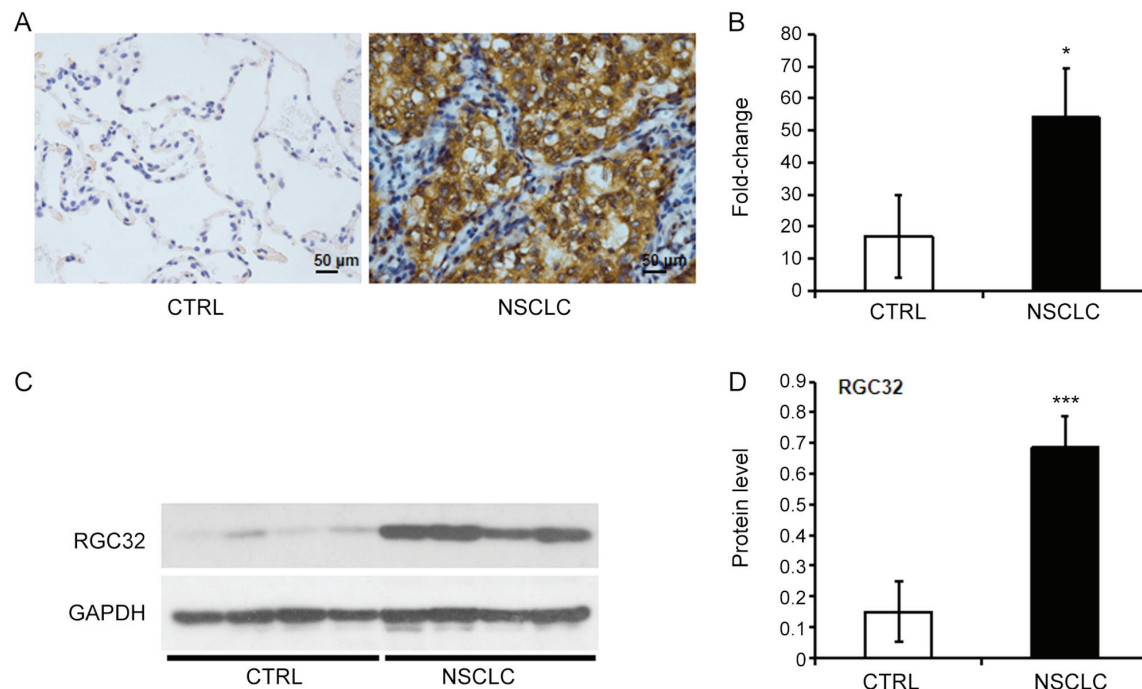 A
50 µm
50 µm
CTRL
NSCLC
B
Fold-change
80
70
60
50
40
30
20
10
0
*
CTRL
NSCLC
C
RGC32
GAPDH
CTRL
NSCLC
D
RGC32
Protein level
0.9
0.8
0.7
0.6
0.5
0.4
0.3
0.2
0.1
0
***
CTRL
NSCLC